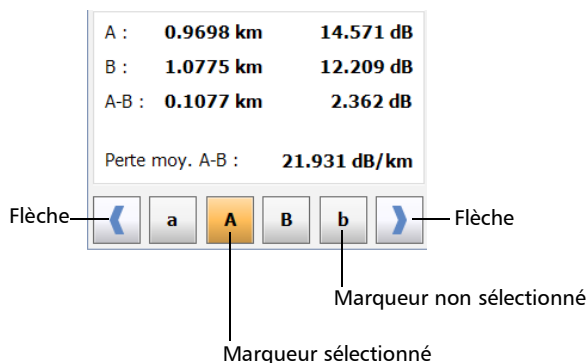 A : 0.9698 km 14.571 dB
B : 1.0775 km 12.209 dB
A-B : 0.1077 km 2.362 dB
Perte moy. A-B : 21.931 dB/km
Flèche a A B b Flèche
Marqueur non sélectionné
Marqueur sélectionné